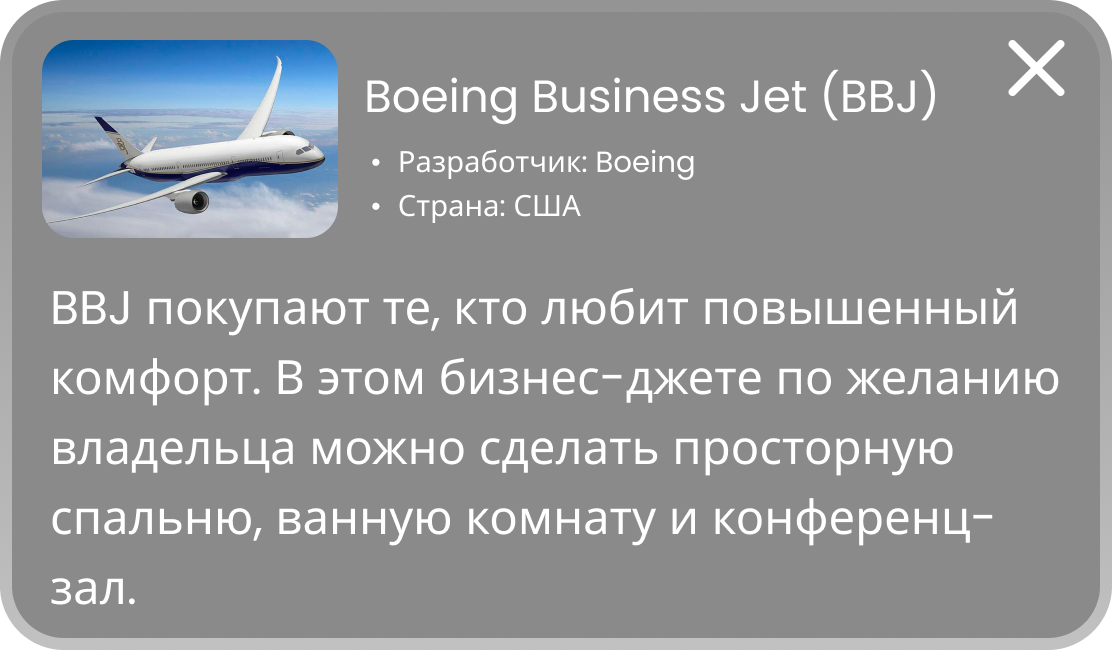 Boeing Business Jet (BBJ)
• Разработчик: Boeing
• Страна: США
BBJ покупают те, кто любит повышенный
комфорт. В этом бизнес-джете по желанию
владельца можно сделать просторную
спальню, ванную комнату и конференц-
зал.